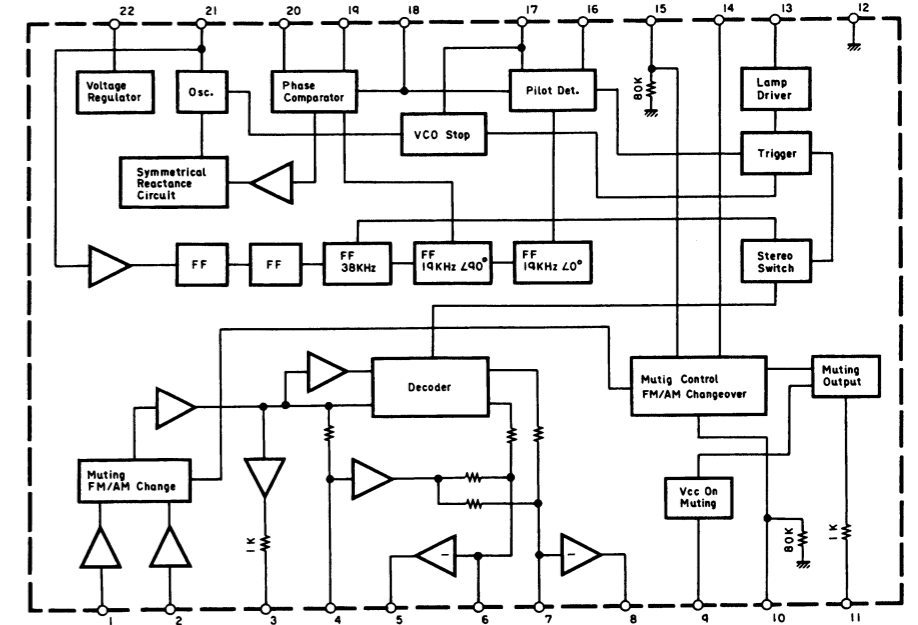 22 21 20 19 18 17 16 15 14 13 12
Voltage
Regulator
Osc.
Phase
Comparator
Pilot Det.
80K
Lamp
Driver
VCO Stop
Trigger
Symmetrical
Reactance
Circuit
FF
FF
FF
38KHz
FF
19KHz ∠90°
FF
19KHz ∠0°
Stereo
Switch
Decoder
Mutig Control
FM/AM Changeover
Muting
Output
Muting
FM/AM Change
Vcc On
Muting
1K
80K
1K
–
–
1 2 3 4 5 6 7 8 9 10 11